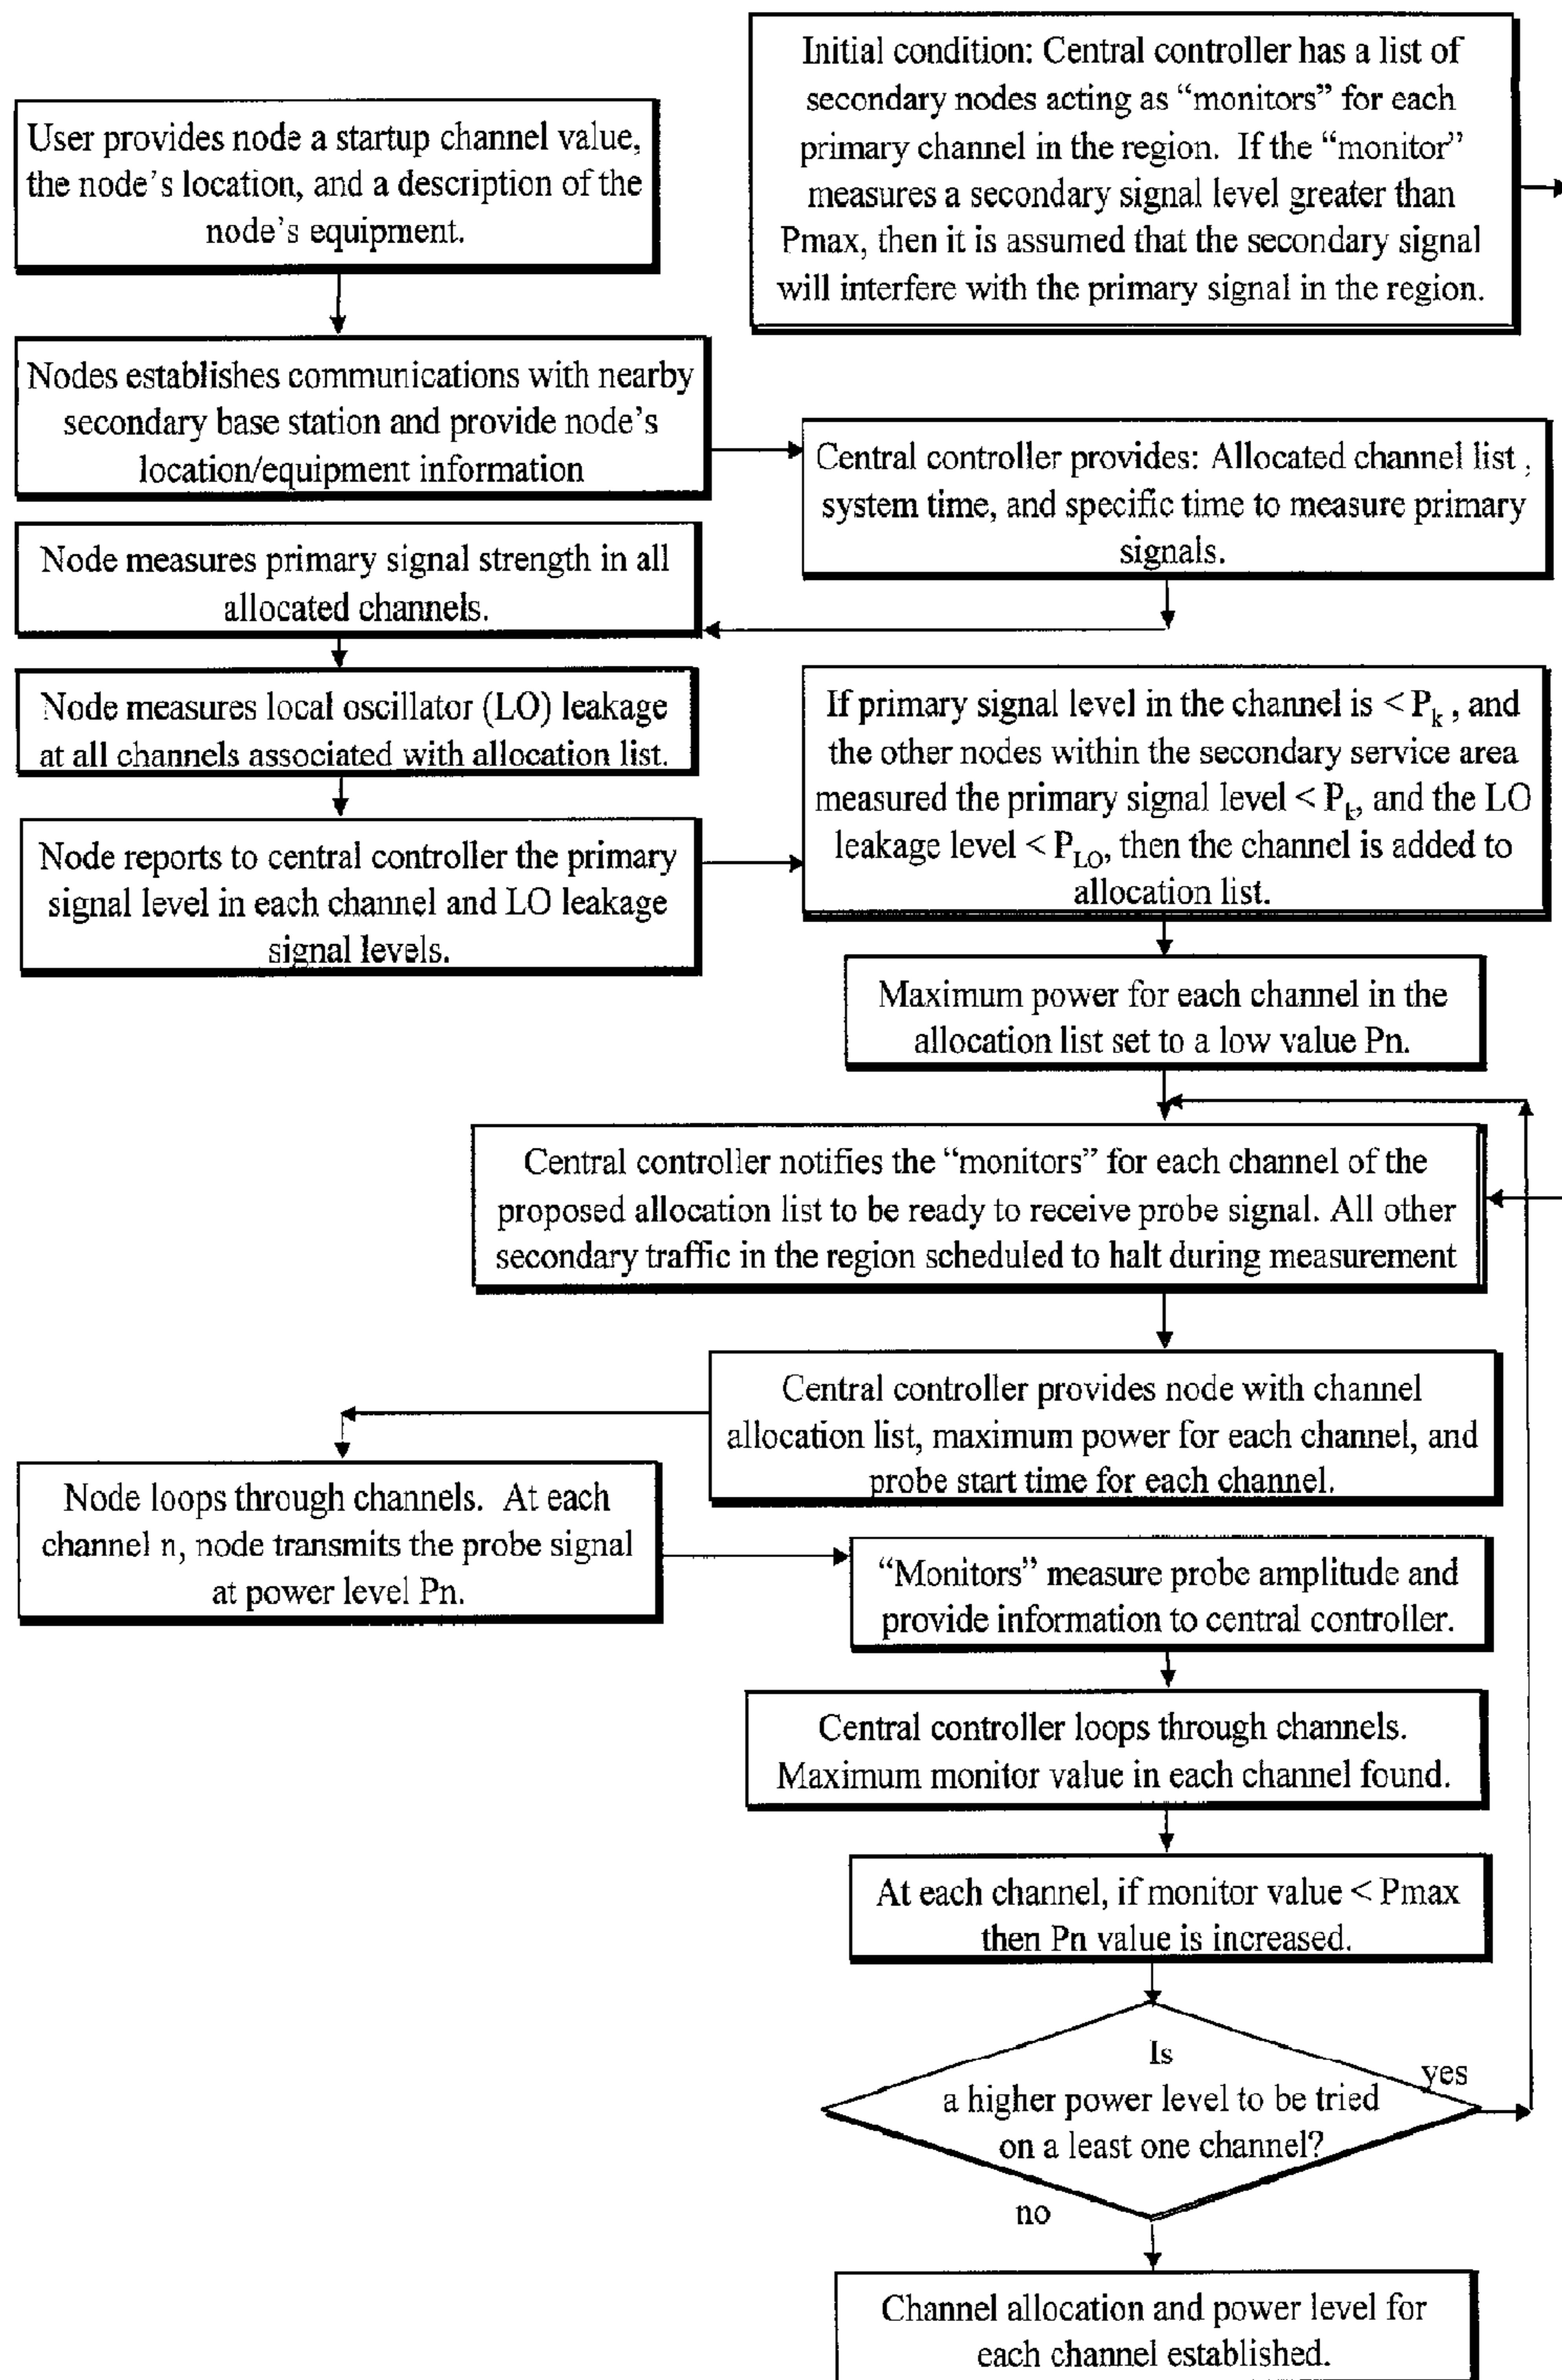 User provides node a startup channel value,
the node's location, and a description of the
node's equipment.
Initial condition: Central controller has a list of
secondary nodes acting as “monitors” for each
primary channel in the region. If the “monitor”
measures a secondary signal level greater than
Pmax, then it is assumed that the secondary signal
will interfere with the primary signal in the region.
Nodes establishes communications with nearby
secondary base station and provide node's
location/equipment information
Central controller provides: Allocated channel list ,
system time, and specific time to measure primary
signals.
Node measures primary signal strength in all
allocated channels.
Node measures local oscillator (LO) leakage
at all channels associated with allocation list.
Node reports to central controller the primary
signal level in each channel and LO leakage
signal levels.
If primary signal level in the channel is < Pk , and
the other nodes within the secondary service area
measured the primary signal level < Pk, and the LO
leakage level < PLO, then the channel is added to
allocation list.
Maximum power for each channel in the
allocation list set to a low value Pn.
Central controller notifies the “monitors” for each channel of the
proposed allocation list to be ready to receive probe signal. All other
secondary traffic in the region scheduled to halt during measurement
Central controller provides node with channel
allocation list, maximum power for each channel, and
probe start time for each channel.
Node loops through channels. At each
channel n, node transmits the probe signal
at power level Pn.
“Monitors” measure probe amplitude and
provide information to central controller.
Central controller loops through channels.
Maximum monitor value in each channel found.
At each channel, if monitor value < Pmax
then Pn value is increased.
Is
a higher power level to be tried
on a least one channel?
yes
no
Channel allocation and power level for
each channel established.